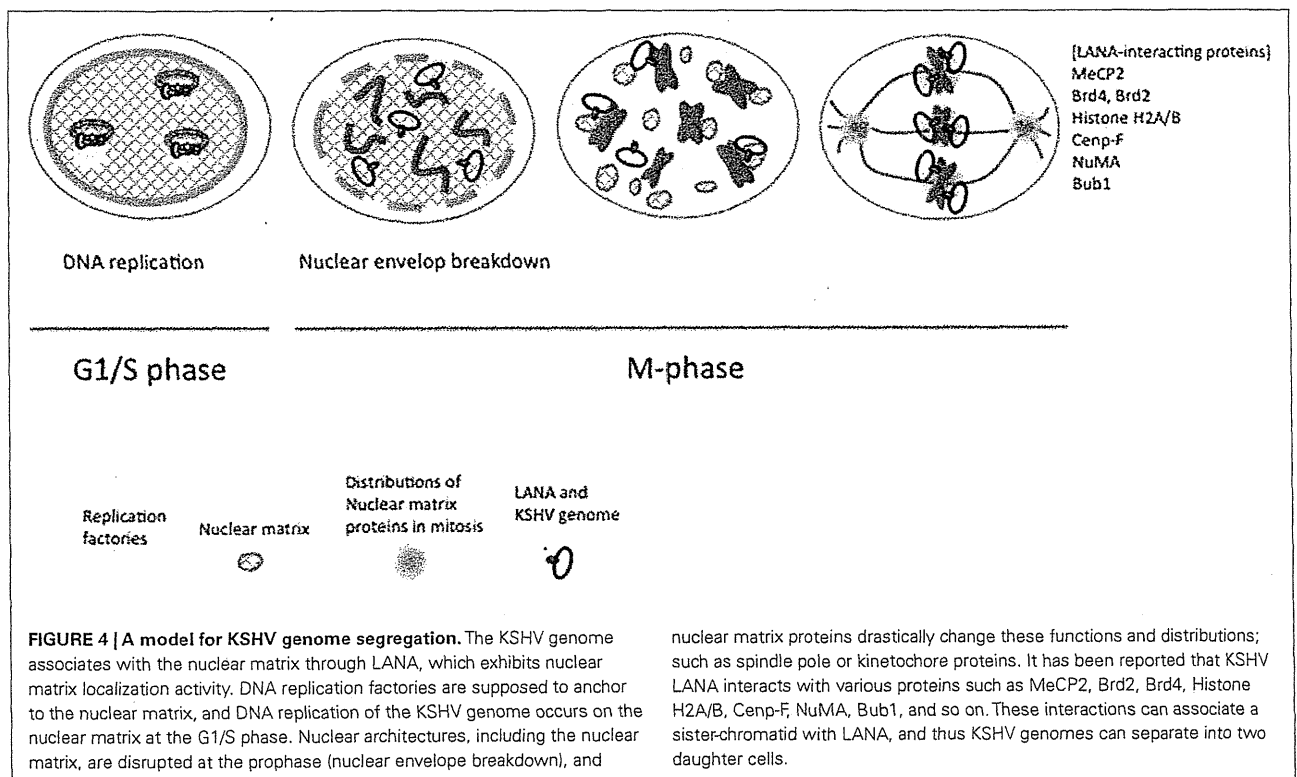 [LANA-interacting proteins]
MeCP2
Brd4, Brd2
Histone H2A/B
Cenp-F
NuMA
Bub1
DNA replication
Nuclear envelop breakdown
G1/S phase
M-phase
Replication
factories
Nuclear matrix
Distributions of
Nuclear matrix
proteins in mitosis
LANA and
KSHV genome
FIGURE 4 | A model for KSHV genome segregation. The KSHV genome
associates with the nuclear matrix through LANA, which exhibits nuclear
matrix localization activity. DNA replication factories are supposed to anchor
to the nuclear matrix, and DNA replication of the KSHV genome occurs on the
nuclear matrix at the G1/S phase. Nuclear architectures, including the nuclear
matrix, are disrupted at the prophase (nuclear envelope breakdown), and
nuclear matrix proteins drastically change these functions and distributions;
such as spindle pole or kinetochore proteins. It has been reported that KSHV
LANA interacts with various proteins such as MeCP2, Brd2, Brd4, Histone
H2A/B, Cenp-F, NuMA, Bub1, and so on. These interactions can associate a
sister-chromatid with LANA, and thus KSHV genomes can separate into two
daughter cells.